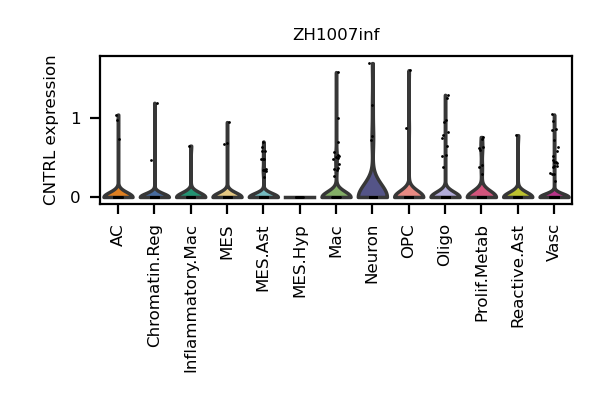 ZH1007inf
CNTRL expression
1
0
AC
Chromatin.Reg
Inflammatory.Mac
MES
MES.Ast
MES.Hyp
Mac
Neuron
OPC
Oligo
Prolif.Metab
Reactive.Ast
Vasc